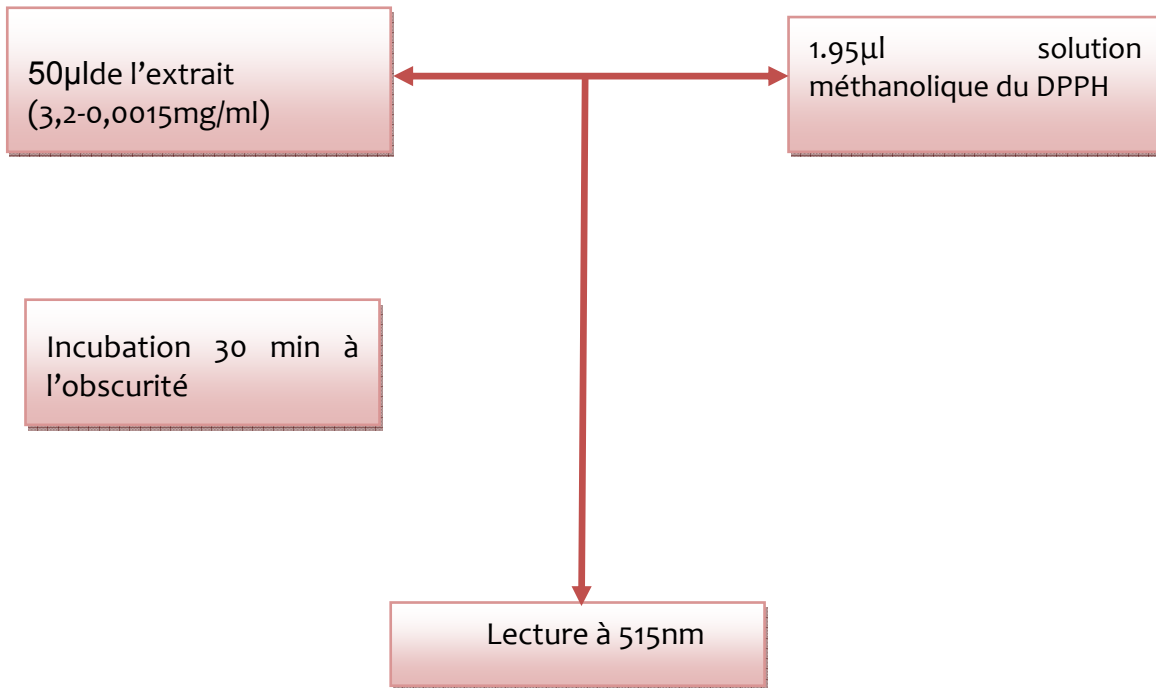 50µlde l’extrait
(3,2-0,0015mg/ml)
1.95µl solution
méthanolique du DPPH
Incubation 30 min à
l’obscurité
Lecture à 515nm